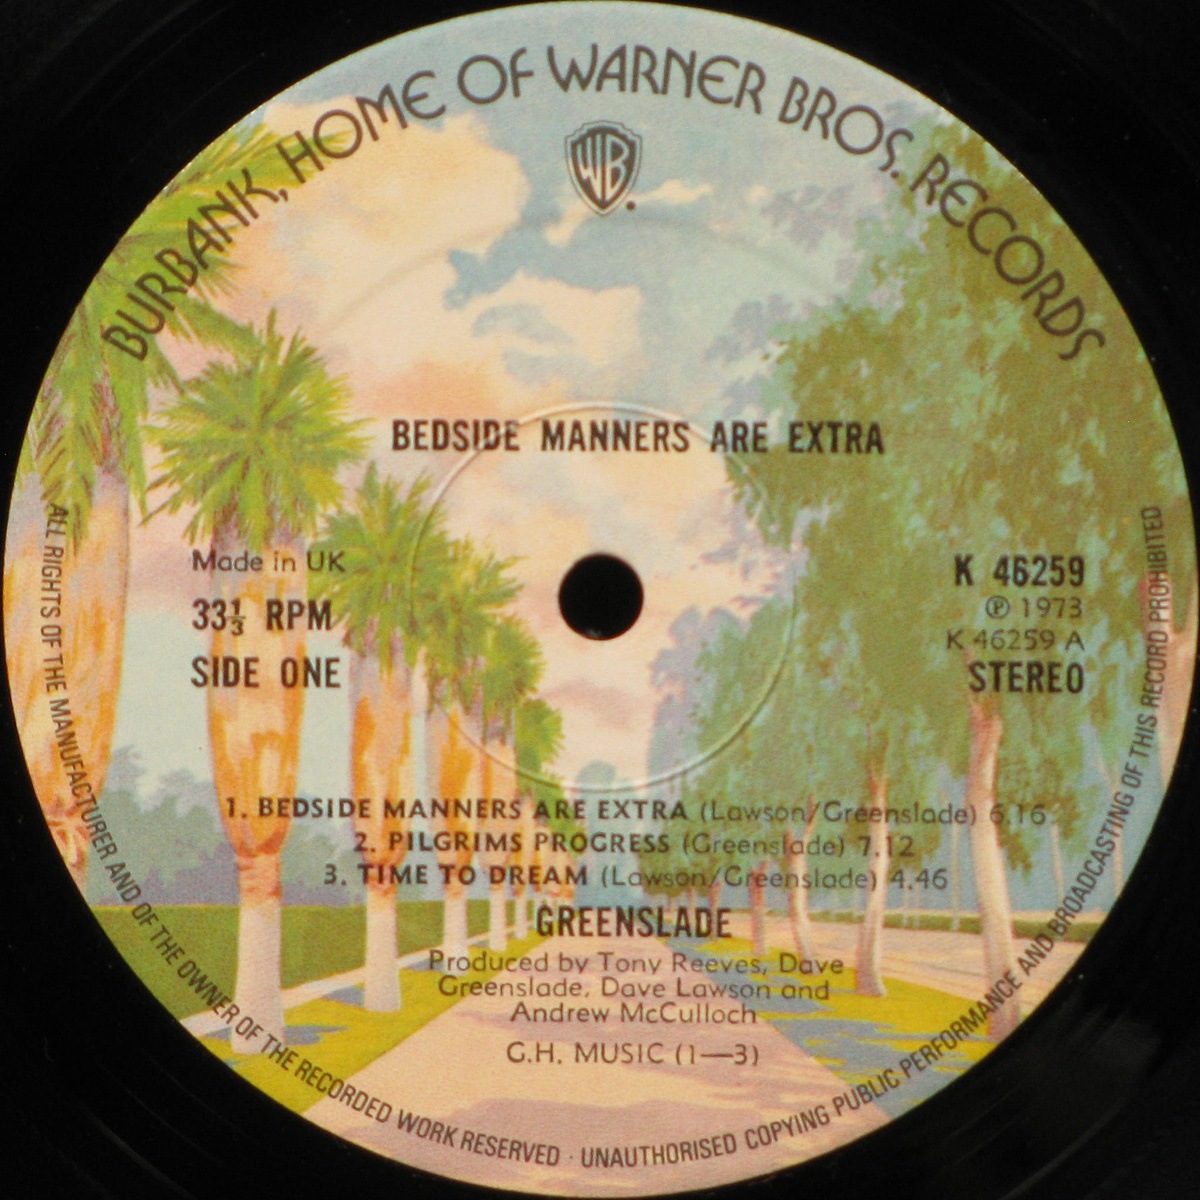 BURBANK, HOME OF WARNER BROS. RECORDS
WB
BEDSIDE MANNERS ARE EXTRA
Made in UK
33⅓ RPM
SIDE ONE
K 46259
℗ 1973
K 46259 A
STEREO
1. BEDSIDE MANNERS ARE EXTRA (Lawson/Greenslade) 6.16
2. PILGRIMS PROGRESS (Greenslade) 7.12
3. TIME TO DREAM (Lawson/Greenslade) 4.46
GREENSLADE
Produced by Tony Reeves, Dave
Greenslade, Dave Lawson and
Andrew McCulloch
G.H. MUSIC (1—3)
ALL RIGHTS OF THE MANUFACTURER AND OF THE OWNER OF THE RECORDED WORK RESERVED · UNAUTHORISED COPYING PUBLIC PERFORMANCE AND BROADCASTING OF THIS RECORD PROHIBITED